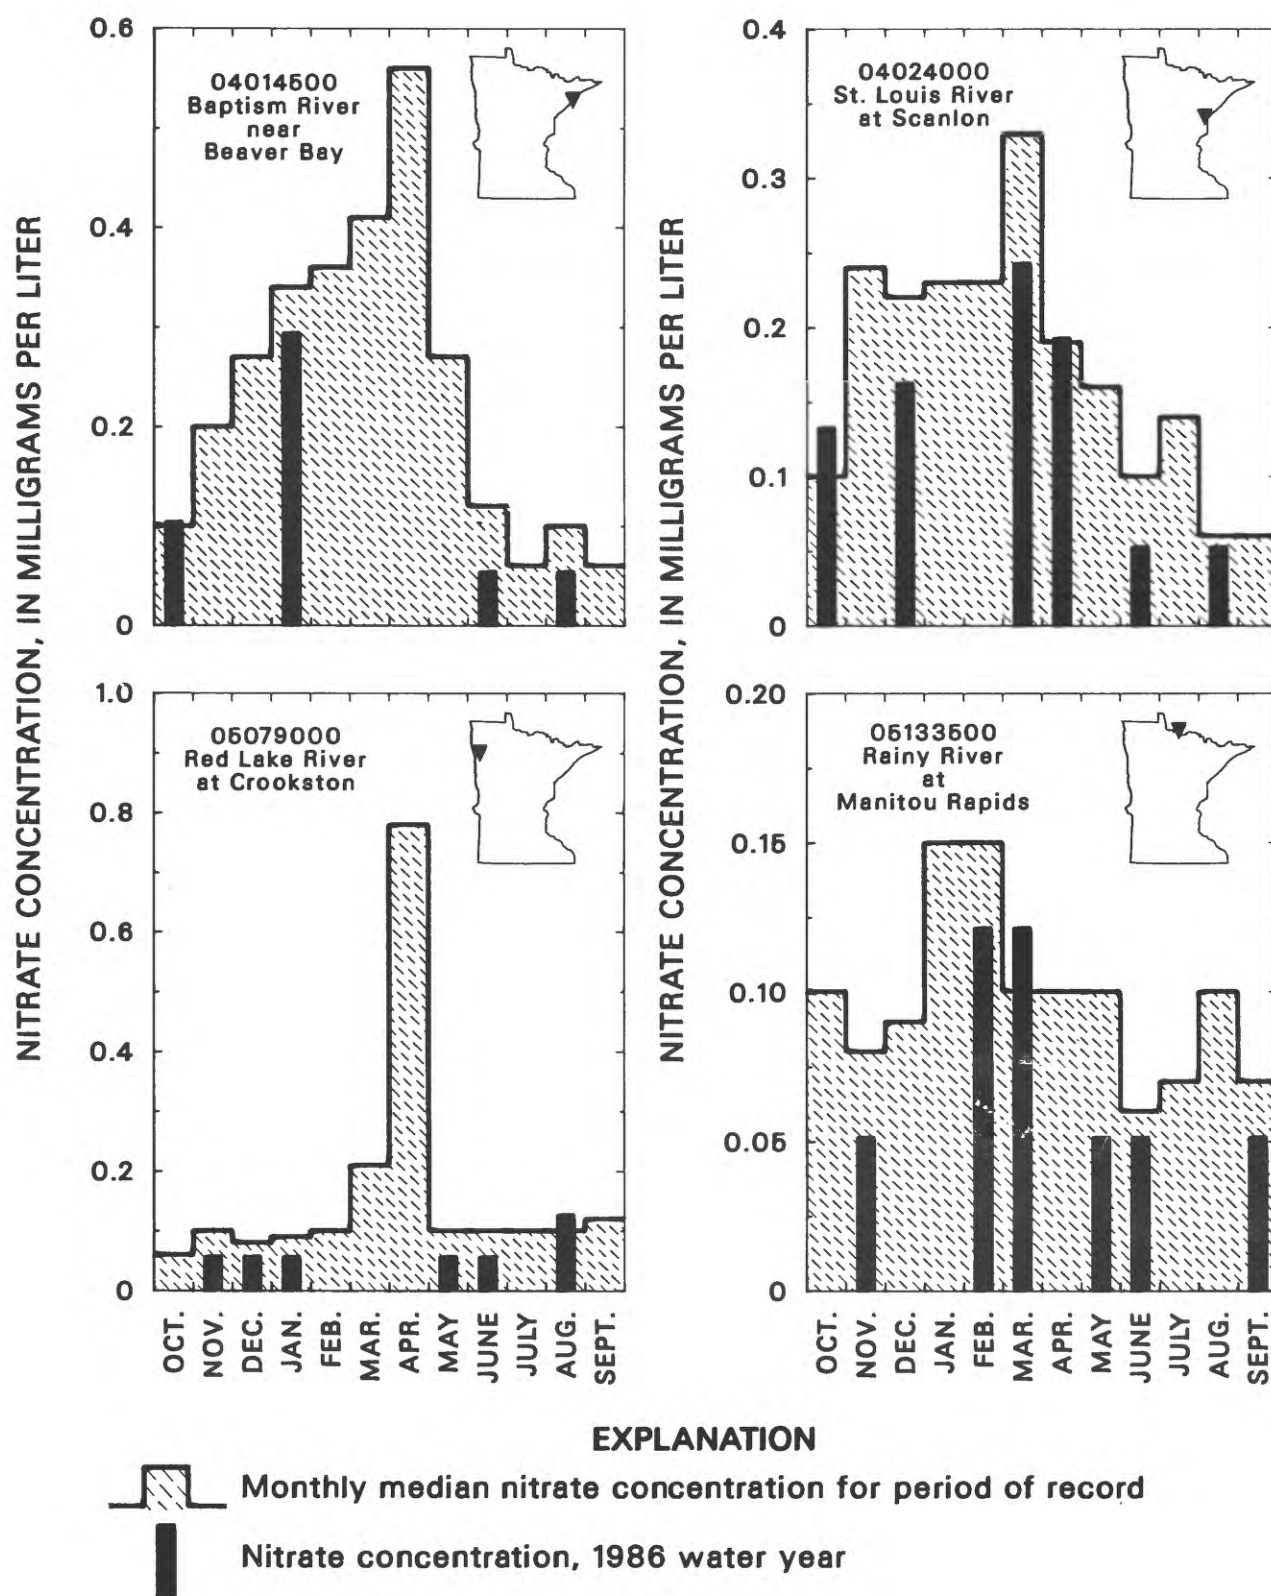 NITRATE CONCENTRATION, IN MILLIGRAMS PER LITER
0.6
0.4
0.2
0
04014500
Baptism River
near
Beaver Bay
NITRATE CONCENTRATION, IN MILLIGRAMS PER LITER
0.4
0.3
0.2
0.1
0
04024000
St. Louis River
at Scanlon
1.0
0.8
0.6
0.4
0.2
0
05079000
Red Lake River
at Crookston
OCT.
NOV.
DEC.
JAN.
FEB.
MAR.
APR.
MAY
JUNE
JULY
AUG.
SEPT.
0.20
0.15
0.10
0.05
0
05133500
Rainy River
at
Manitou Rapids
OCT.
NOV.
DEC.
JAN.
FEB.
MAR.
APR.
MAY
JUNE
JULY
AUG.
SEPT.
EXPLANATION
Monthly median nitrate concentration for period of record
Nitrate concentration, 1986 water year